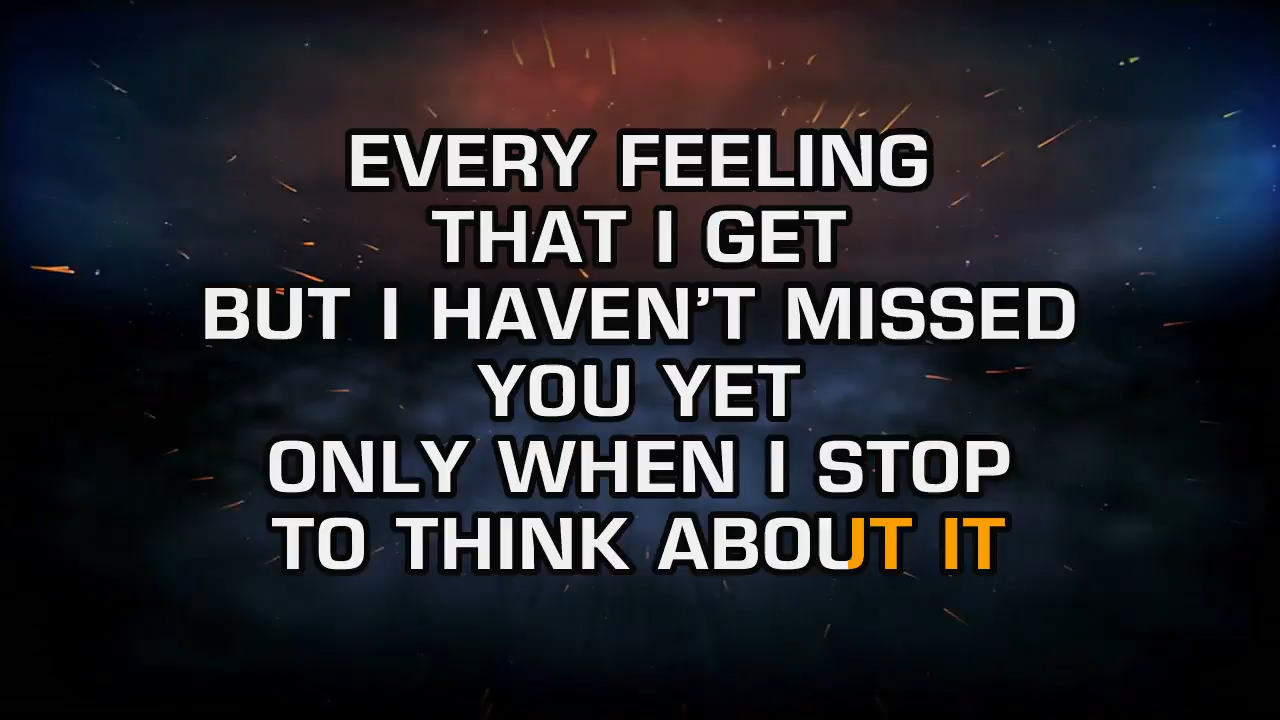 EVERY FEELING
THAT I GET
BUT I HAVEN’T MISSED
YOU YET
ONLY WHEN I STOP
TO THINK ABOUT IT